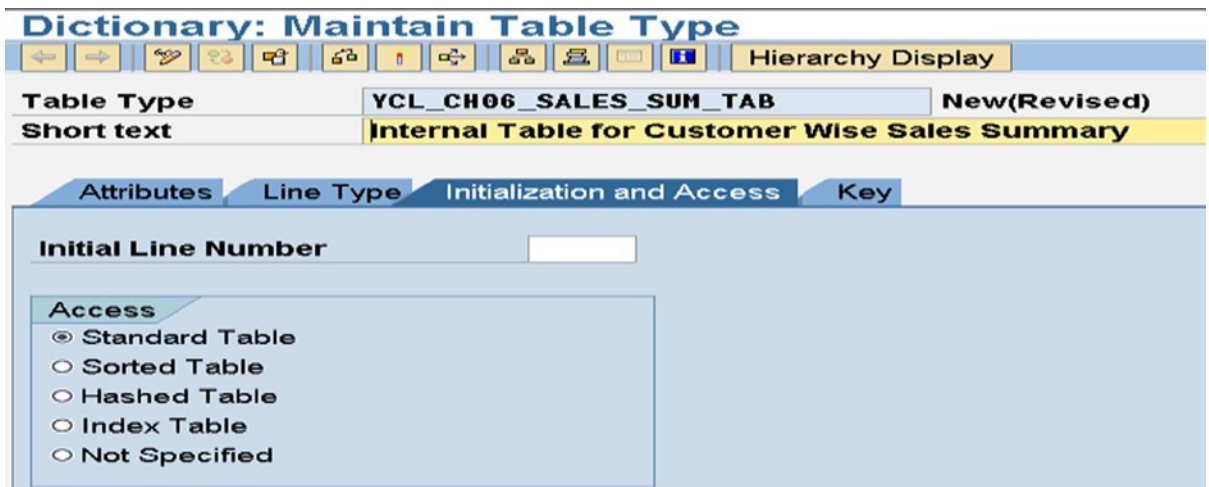 Dictionary: Maintain Table Type
Hierarchy Display
Table Type YCL_CH06_SALES_SUM_TAB New(Revised)
Short text Internal Table for Customer Wise Sales Summary
Attributes Line Type Initialization and Access Key
Initial Line Number
Access
Standard Table
Sorted Table
Hashed Table
Index Table
Not Specified